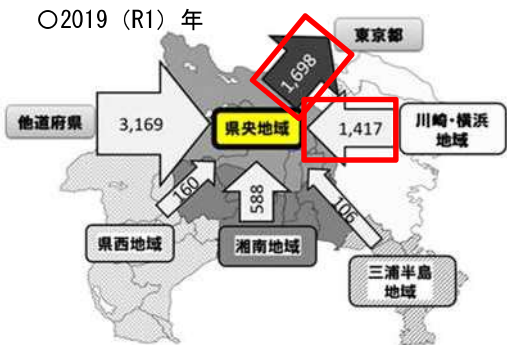 ○2019（R1）年
東京都
1,698
他道府県
3,169
県央地域
1,417
川崎・横浜
地域
160
588
106
県西地域
湘南地域
三浦半島
地域